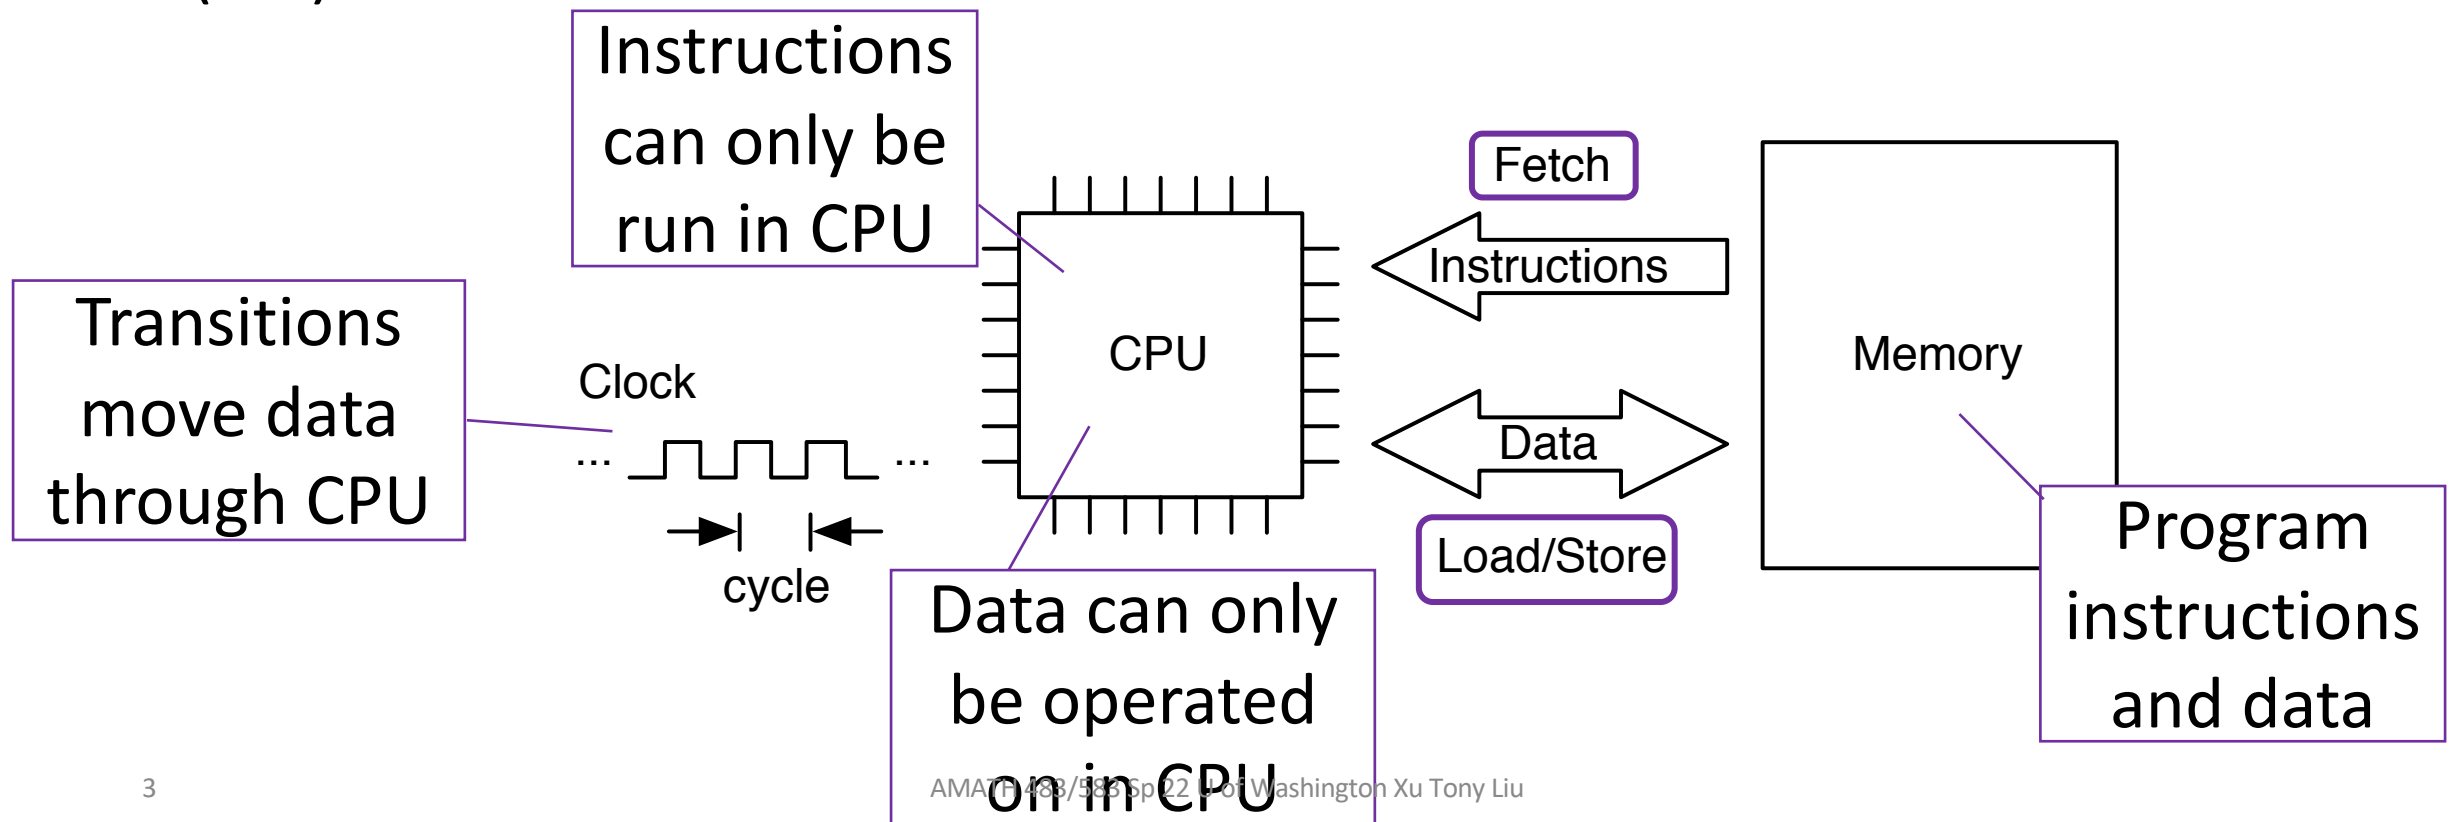 Instructions
can only be
run in CPU
Fetch
Instructions
Transitions
move data
through CPU
Clock
CPU
Memory
...
...
Data
cycle
Load/Store
Program
instructions
and data
Data can only
be operated
on in CPU
3
AMATH 483/583 Sp 22 U of Washington Xu Tony Liu